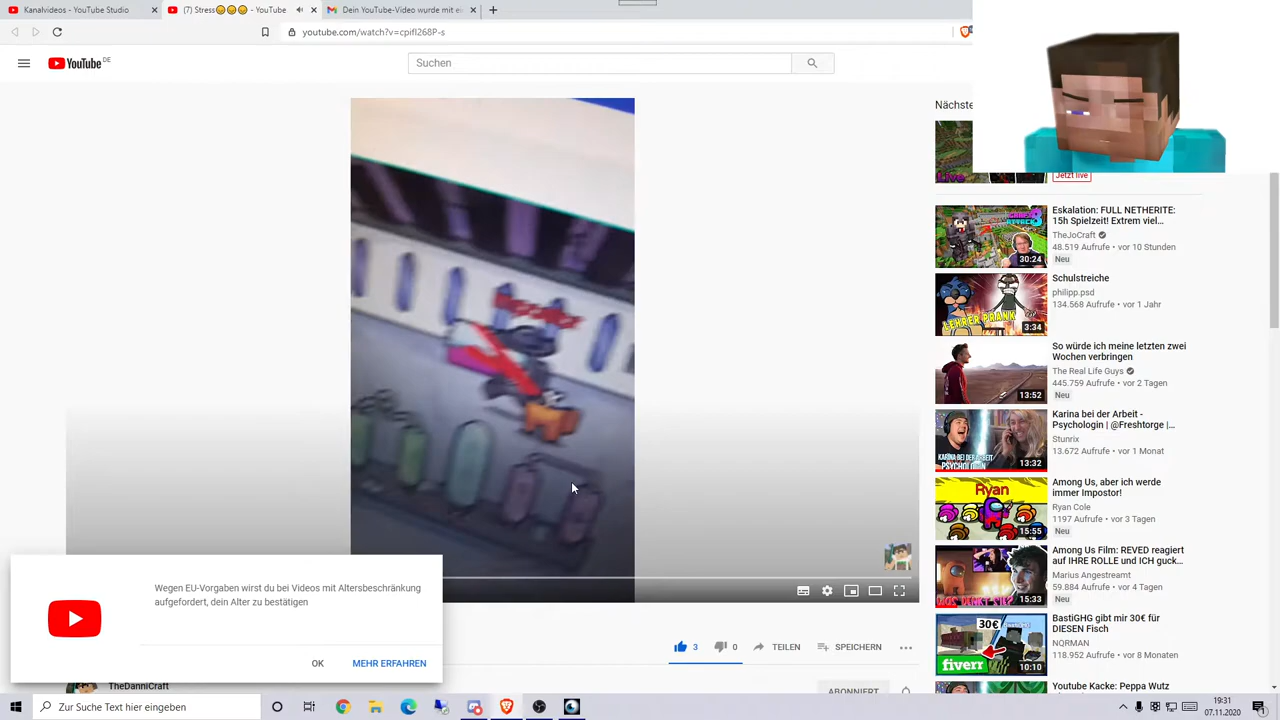 Kanalvideos - YouTube Studio
(7) Stress😔😔😔 - YouTube
Dein YouTube-Video wurde mit ei
youtube.com/watch?v=cpifI268P-s
YouTube DE
Suchen
Nächste
Live
Jetzt live
Eskalation: FULL NETHERITE:
15h Spielzeit! Extrem viel…
TheJoCraft
48.519 Aufrufe • vor 10 Stunden
Neu
30:24
Schulstreiche
philipp.psd
134.568 Aufrufe • vor 1 Jahr
LEHRER PRANK
3:34
So würde ich meine letzten zwei
Wochen verbringen
The Real Life Guys
445.759 Aufrufe • vor 2 Tagen
Neu
13:52
Karina bei der Arbeit -
Psychologin | @Freshtorge |…
Stunrix
13.672 Aufrufe • vor 1 Monat
KARINA BEI DER ARBEIT
PSYCHOLOGIN
13:32
Among Us, aber ich werde
immer Impostor!
Ryan Cole
1197 Aufrufe • vor 3 Tagen
Neu
Ryan
15:55
Among Us Film: REVED reagiert
auf IHRE ROLLE und ICH guck…
Marius Angestreamt
59.884 Aufrufe • vor 4 Tagen
Neu
15:33
BastiGHG gibt mir 30€ für
DIESEN Fisch
NQRMAN
118.952 Aufrufe • vor 8 Monaten
30€
fiverr
10:10
Youtube Kacke: Peppa Wutz
Wegen EU-Vorgaben wirst du bei Videos mit Altersbeschränkung
aufgefordert, dein Alter zu bestätigen
OK
MEHR ERFAHREN
3
0
TEILEN
SPEICHERN
TheDanniCraft
ABONNIERT
Zur Suche Text hier eingeben
19:31
07.11.2020
1